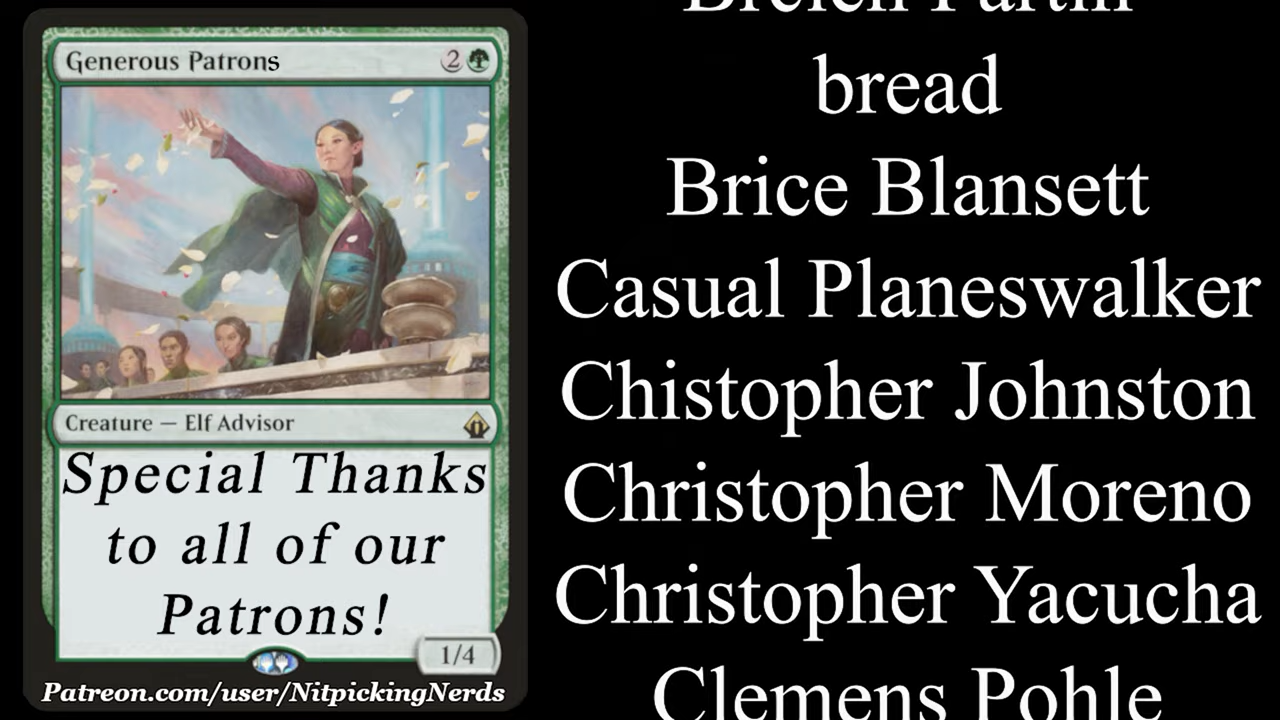 Generous Patrons 2
Creature — Elf Advisor
Special Thanks
to all of our
Patrons!
1/4
Patreon.com/user/NitpickingNerds
bread
Brice Blansett
Casual Planeswalker
Chistopher Johnston
Christopher Moreno
Christopher Yacucha
Clemens Pohle